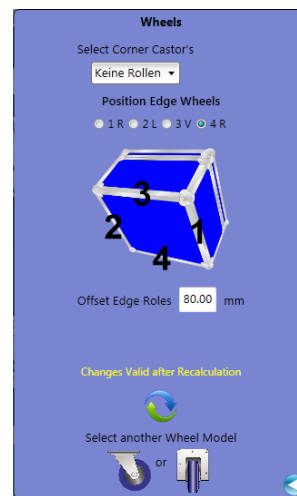 Wheels
Select Corner Castor's
Keine Rollen
Position Edge Wheels
1 R 2 L 3 V 4 R
3
2 1
4
Offset Edge Roles 80.00 mm
Changes Valid after Recalculation
Select another Wheel Model
or